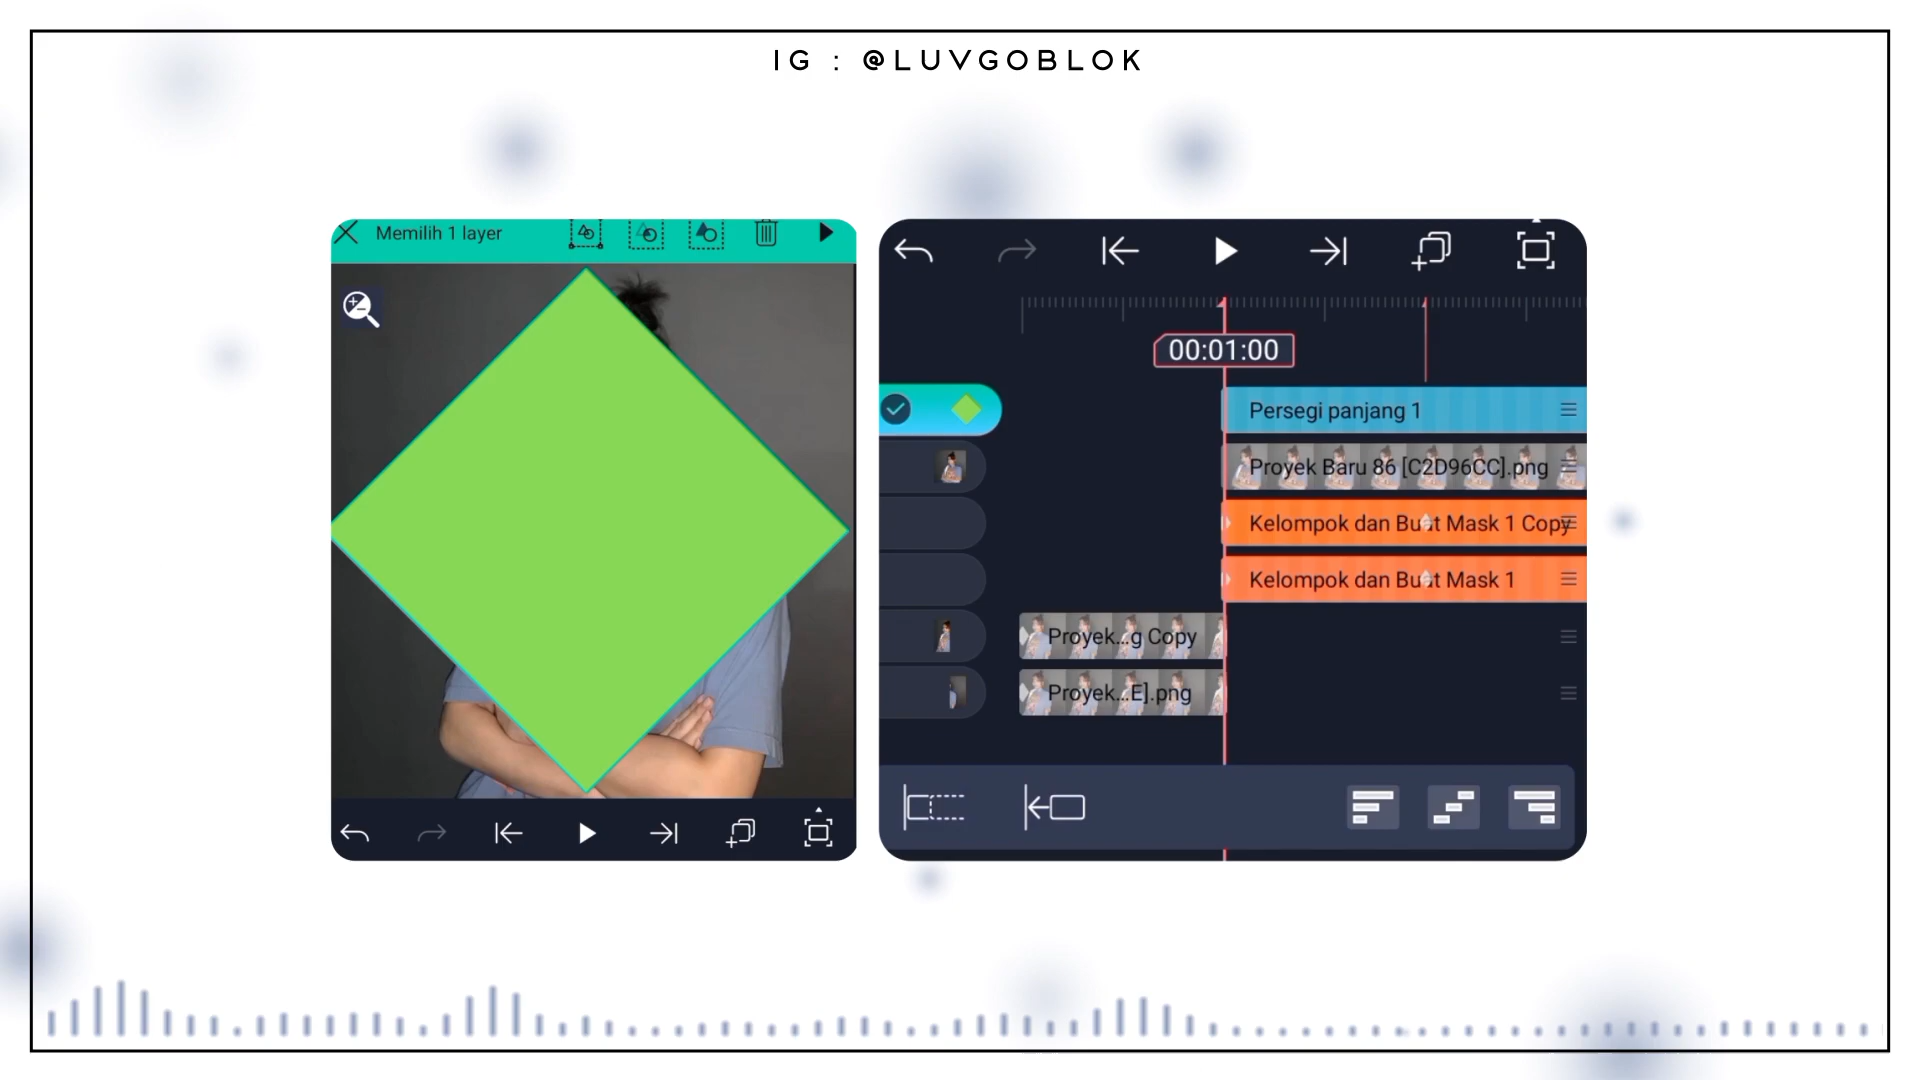 IG : @LUVGOBLOK
Memilih 1 layer
00:01:00
Persegi panjang 1
Proyek Baru 86 [C2D96CC].png
Kelompok dan Buat Mask 1 Copy
Kelompok dan Buat Mask 1
Proyek...g Copy
Proyek...E].png